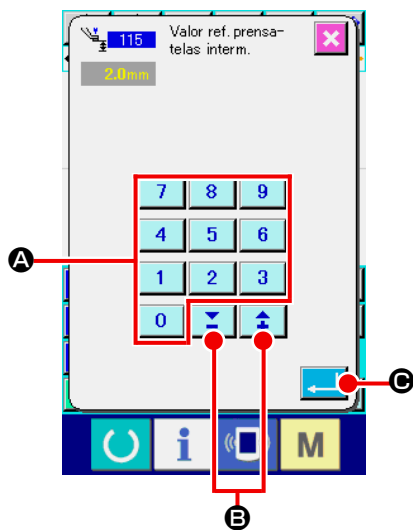 115 Valor ref. prensa-
telas interm.
2.0mm
7 8 9
4 5 6
1 2 3
0
A
B
C
i M